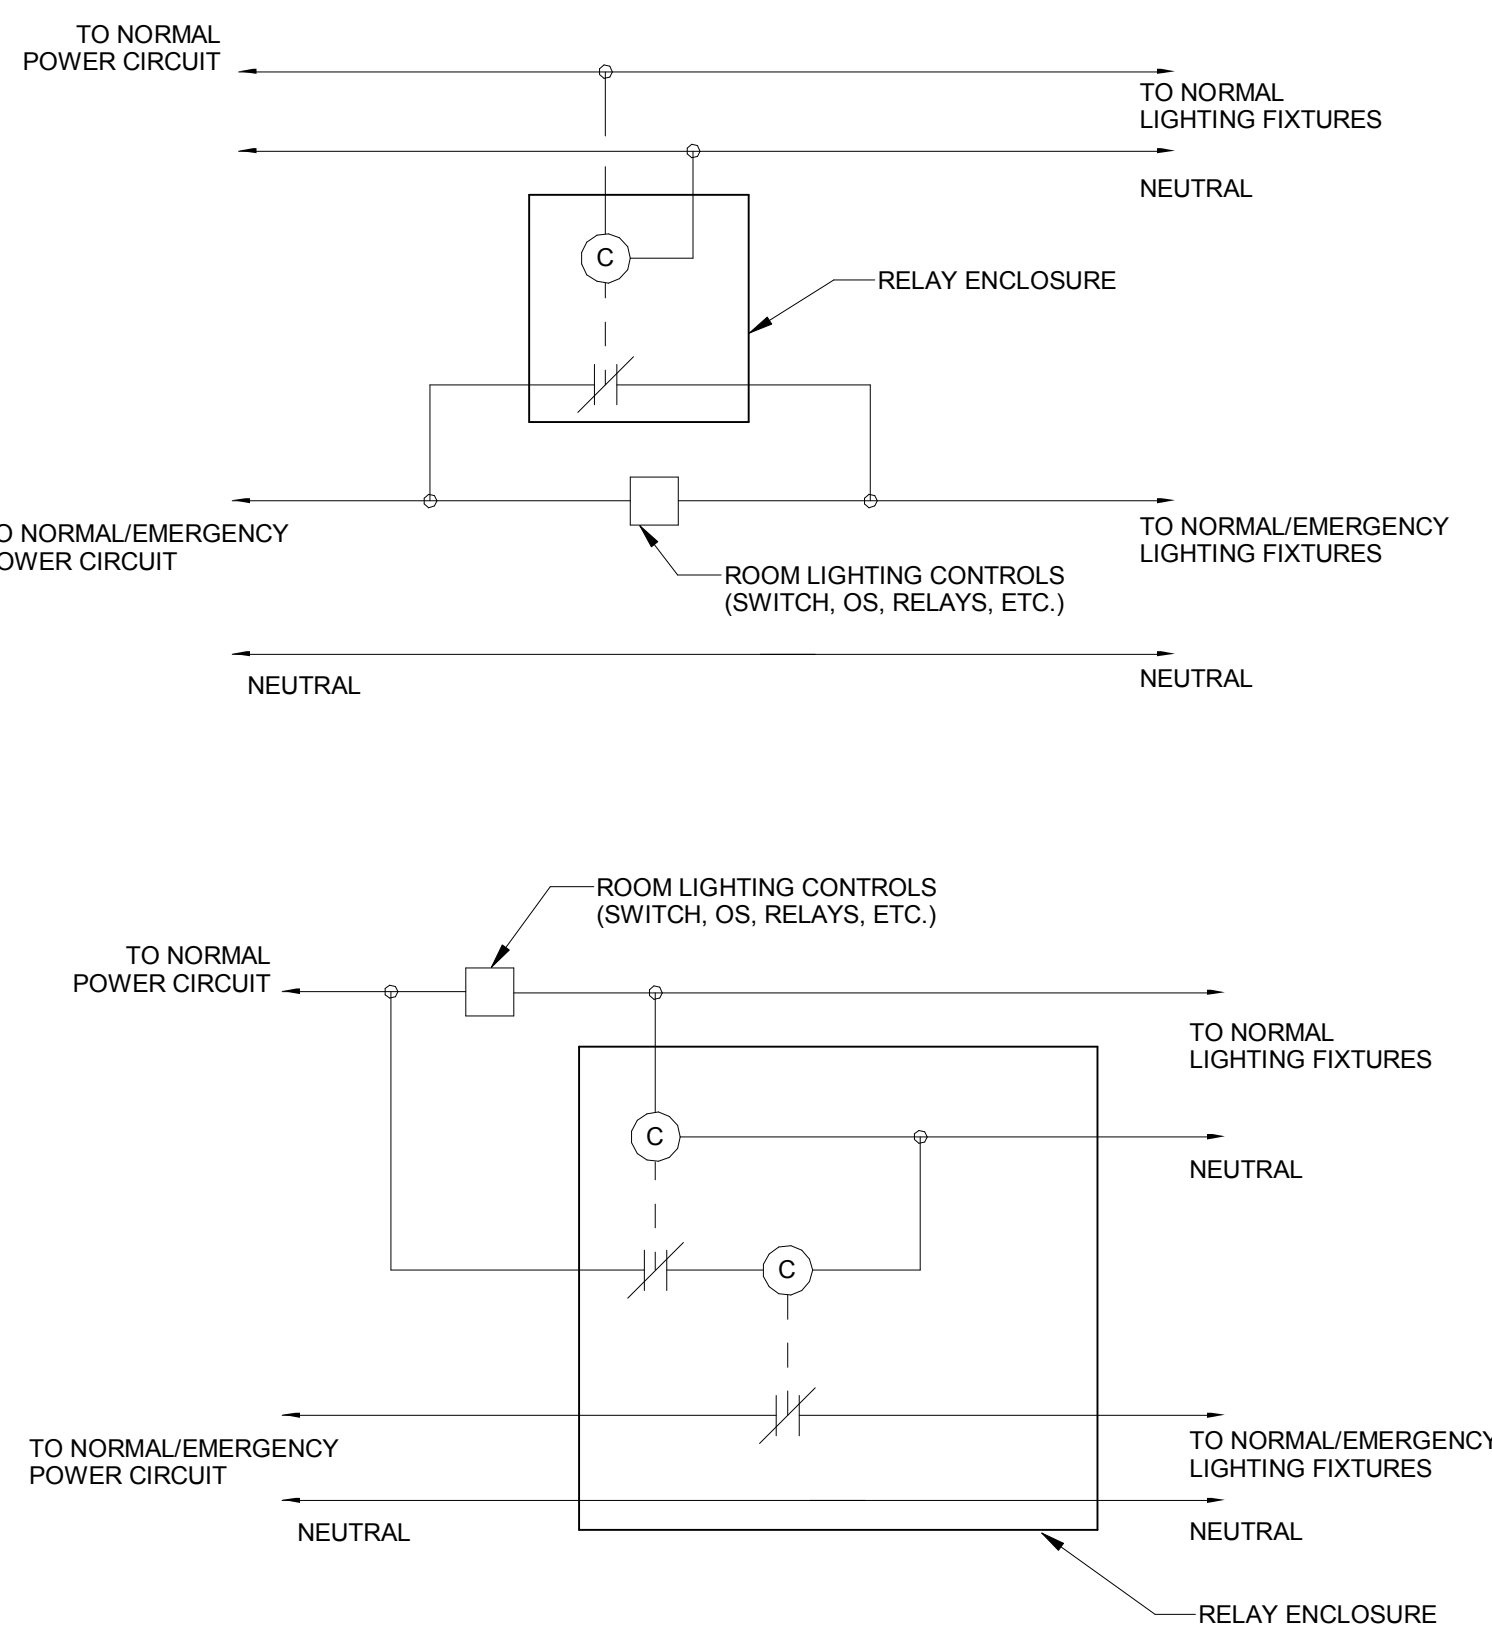 TO NORMAL
POWER CIRCUIT
TO NORMAL
LIGHTING FIXTURES
NEUTRAL
C
RELAY ENCLOSURE
O NORMAL/EMERGENCY
OWER CIRCUIT
TO NORMAL/EMERGENCY
LIGHTING FIXTURES
ROOM LIGHTING CONTROLS
(SWITCH, OS, RELAYS, ETC.)
NEUTRAL
NEUTRAL
ROOM LIGHTING CONTROLS
(SWITCH, OS, RELAYS, ETC.)
TO NORMAL
POWER CIRCUIT
TO NORMAL
LIGHTING FIXTURES
C
NEUTRAL
C
TO NORMAL/EMERGENCY
POWER CIRCUIT
TO NORMAL/EMERGENCY
LIGHTING FIXTURES
NEUTRAL
NEUTRAL
RELAY ENCLOSURE